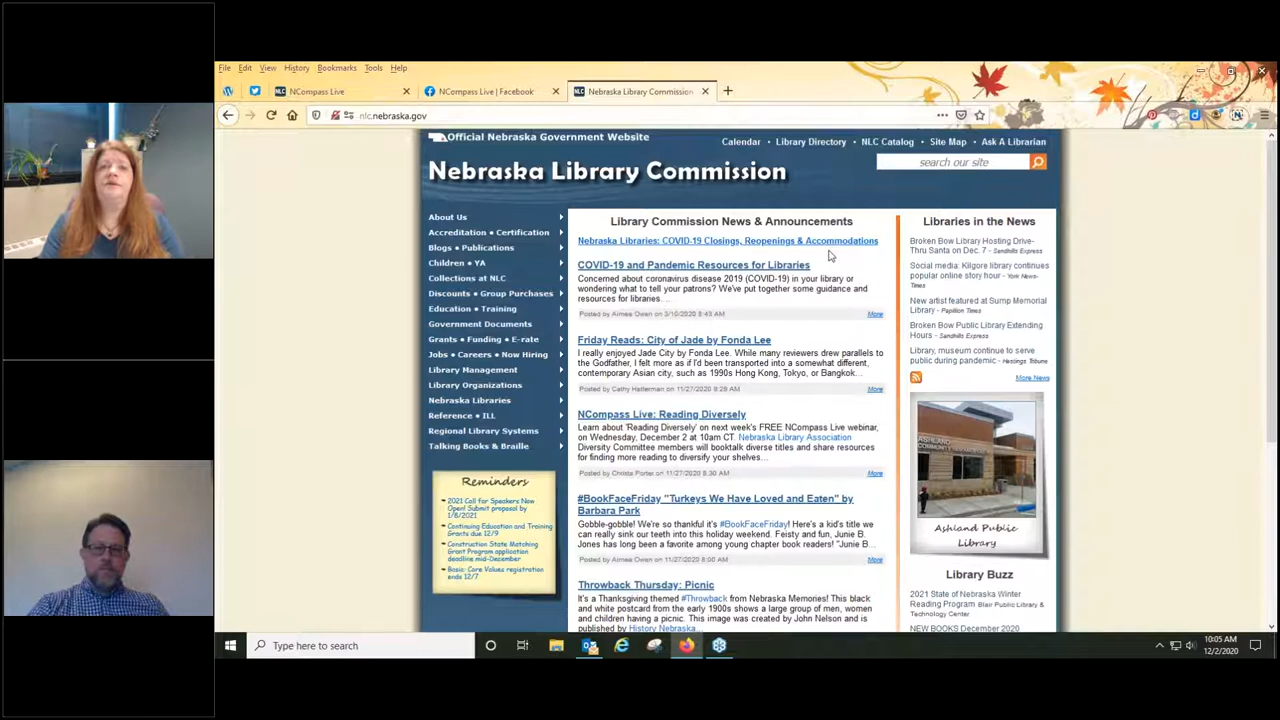 File Edit View History Bookmarks Tools Help
NCompass Live
NCompass Live | Facebook
Nebraska Library Commission
nlc.nebraska.gov
Official Nebraska Government Website
Calendar • Library Directory • NLC Catalog • Site Map • Ask A Librarian
Nebraska Library Commission
search our site
About Us
Accreditation • Certification
Blogs • Publications
Children • YA
Collections at NLC
Discounts • Group Purchases
Education • Training
Government Documents
Grants • Funding • E-rate
Jobs • Careers • Now Hiring
Library Management
Library Organizations
Nebraska Libraries
Reference • ILL
Regional Library Systems
Talking Books & Braille
Reminders
2021 Call for Speakers Now
Open! Submit proposal by
1/8/2021
Continuing Education and Training
Grants due 12/9
Construction State Matching
Grant Program application
deadline mid-December
Basic: Core Values registration
ends 12/7
Library Commission News & Announcements
Nebraska Libraries: COVID-19 Closings, Reopenings & Accommodations
COVID-19 and Pandemic Resources for Libraries
Concerned about coronavirus disease 2019 (COVID-19) in your library or
wondering what to tell your patrons? We've put together some guidance and
resources for libraries. ...
Posted by Aimee Owen on 3/10/2020 8:43 AM
More
Friday Reads: City of Jade by Fonda Lee
I really enjoyed Jade City by Fonda Lee. While many reviewers drew parallels to
the Godfather, I felt more as if I'd been transported into a somewhat different,
contemporary Asian city, such as 1990s Hong Kong, Tokyo, or Bangkok...
Posted by Cathy Hatterman on 11/27/2020 9:28 AM
More
NCompass Live: Reading Diversely
Learn about 'Reading Diversely' on next week's FREE NCompass Live webinar,
on Wednesday, December 2 at 10am CT. Nebraska Library Association
Diversity Committee members will booktalk diverse titles and share resources
for finding more reading to diversify your shelves...
Posted by Christa Porter on 11/27/2020 8:30 AM
More
#BookFaceFriday "Turkeys We Have Loved and Eaten" by
Barbara Park
Gobble-gobble! We're so thankful it's #BookFaceFriday! Here's a kid's title we
can really sink our teeth into this holiday weekend. Feisty and fun, Junie B.
Jones has long been a favorite among young chapter book readers! "Junie B...
Posted by Aimee Owen on 11/27/2020 8:00 AM
More
Throwback Thursday: Picnic
It's a Thanksgiving themed #Throwback from Nebraska Memories! This black
and white postcard from the early 1900s shows a large group of men, women
and children having a picnic. This image was created by John Nelson and is
published by History Nebraska...
Libraries in the News
Broken Bow Library Hosting Drive-
Thru Santa on Dec. 7 - Sandhills Express
Social media: Kilgore library continues
popular online story hour - York News-
Times
New artist featured at Sump Memorial
Library - Papillion Times
Broken Bow Public Library Extending
Hours - Sandhills Express
Library, museum continue to serve
public during pandemic - Hastings Tribune
More News
Ashland Public
Library
Library Buzz
2021 State of Nebraska Winter
Reading Program Blair Public Library &
Technology Center
NEW BOOKS December 2020
Type here to search
10:05 AM
12/2/2020